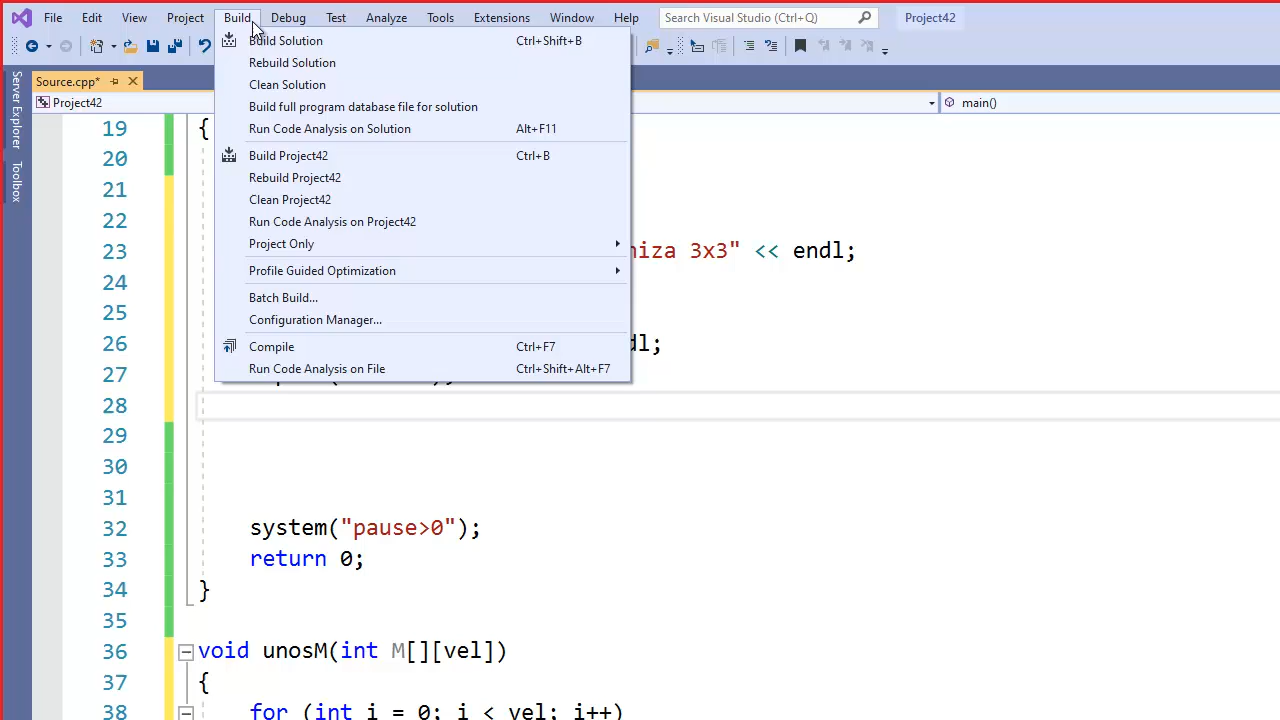 File Edit View Project Build Debug Test Analyze Tools Extensions Window Help Search Visual Studio (Ctrl+Q) Project42
Build Solution Ctrl+Shift+B
Rebuild Solution
Clean Solution
Build full program database file for solution
Run Code Analysis on Solution Alt+F11
Build Project42 Ctrl+B
Rebuild Project42
Clean Project42
Run Code Analysis on Project42
Project Only
Profile Guided Optimization
Batch Build...
Configuration Manager...
Compile Ctrl+F7
Run Code Analysis on File Ctrl+Shift+Alt+F7
Server Explorer
Toolbox
Source.cpp*
Project42 main()
19 {
20
21
22
23 niza 3x3" << endl;
24
25
26 dl;
27
28
29
30
31
32 system("pause>0");
33 return 0;
34 }
35
36 void unosM(int M[][vel])
37 {
38 for (int i = 0; i < vel; i++)